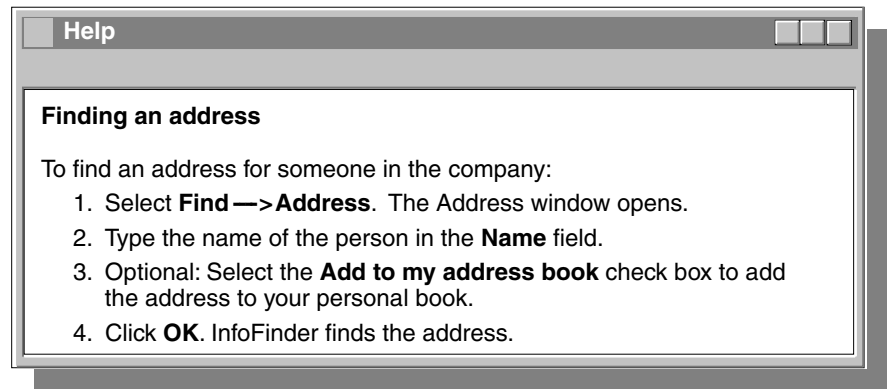 Help
Finding an address
To find an address for someone in the company:
1. Select Find—>Address. The Address window opens.
2. Type the name of the person in the Name field.
3. Optional: Select the Add to my address book check box to add
the address to your personal book.
4. Click OK. InfoFinder finds the address.